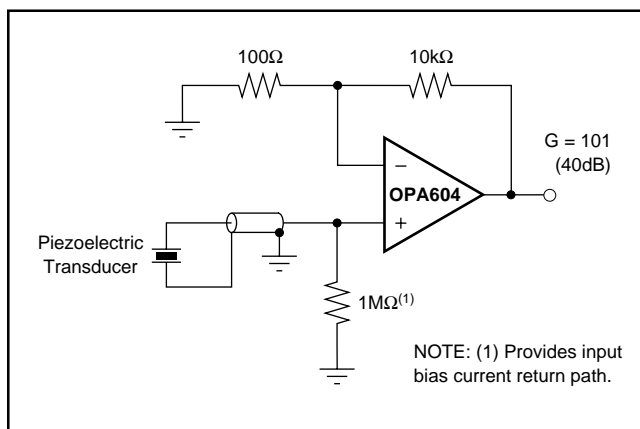 100Ω
10kΩ
G = 101
(40dB)
−
OPA604
+
Piezoelectric
Transducer
1MΩ(1)
NOTE: (1) Provides input
bias current return path.